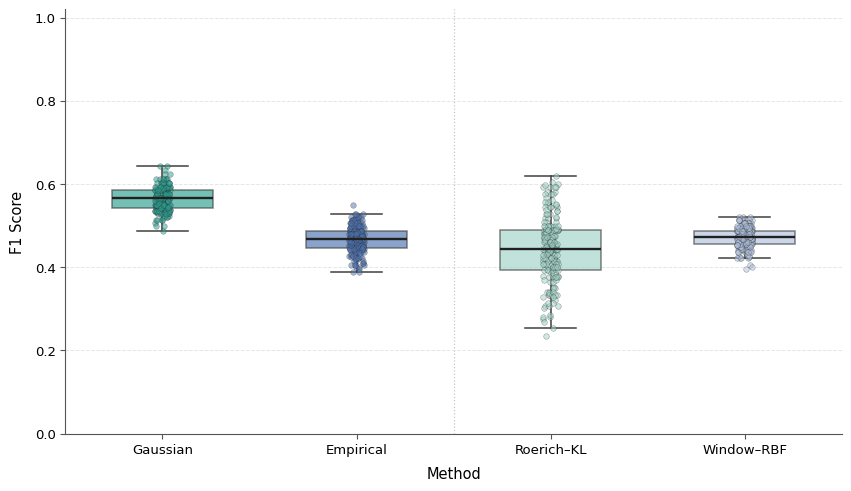 1.0
0.8
0.6
0.4
0.2
0.0
F1 Score
Gaussian
Empirical
Roerich–KL
Window–RBF
Method